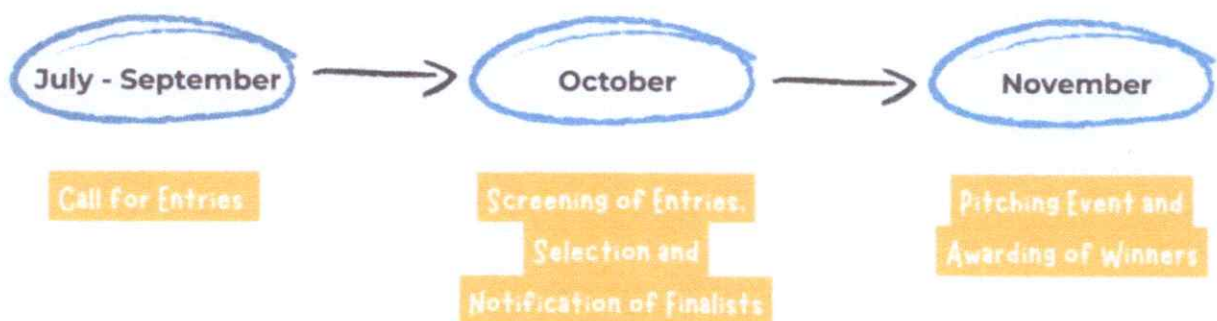 July - September
October
November
Call for Entries
Screening of Entries,
Selection and
Notification of Finalists
Pitching Event and
Awarding of Winners